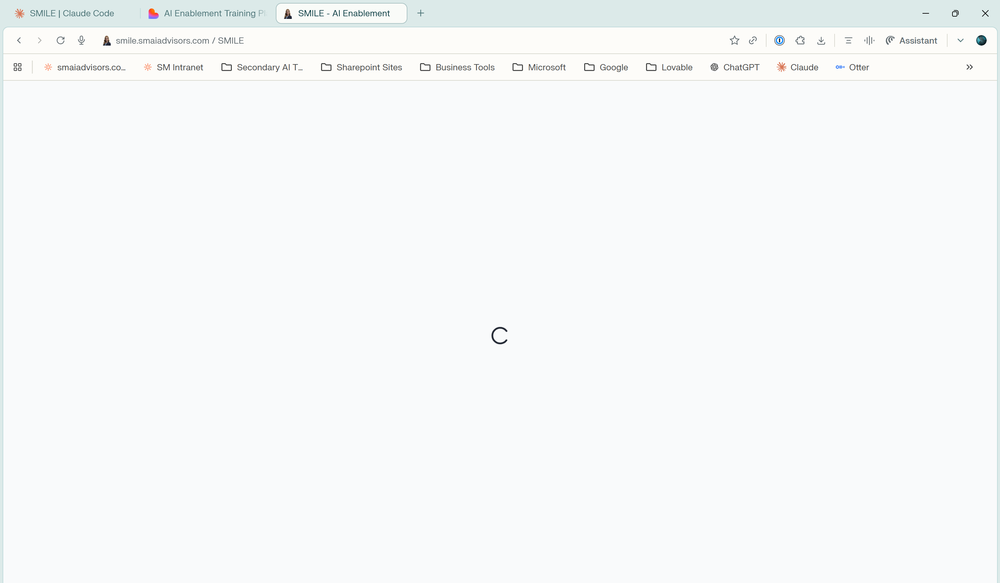 SMILE | Claude Code
AI Enablement Training Pl
SMILE - AI Enablement
smile.smaiadvisors.com / SMILE
Assistant
smaiadvisors.co...
SM Intranet
Secondary AI T...
Sharepoint Sites
Business Tools
Microsoft
Google
Lovable
ChatGPT
Claude
Otter